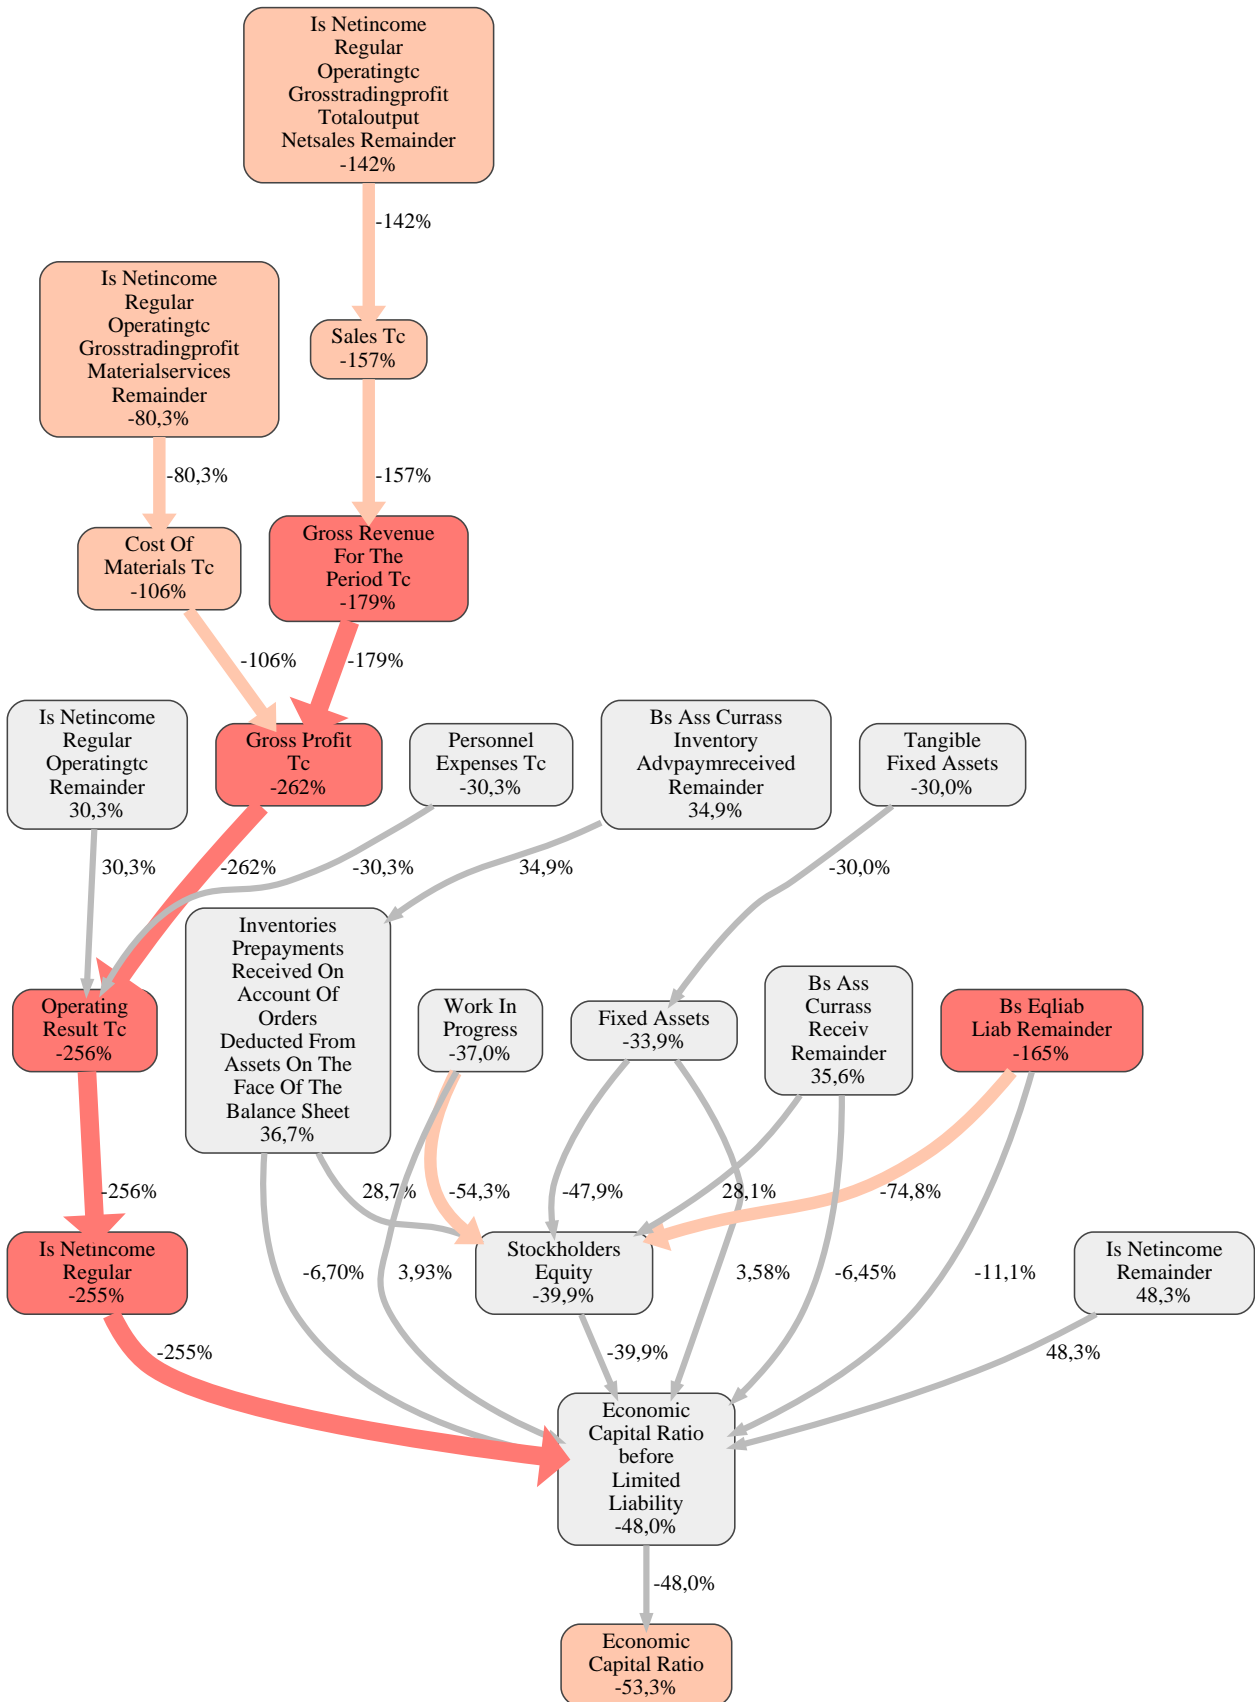 Is Netincome
Regular
Operatingtc
Grosstradingprofit
Totaloutput
Netsales Remainder
-142%
-142%
Is Netincome
Regular
Operatingtc
Grosstradingprofit
Materialservices
Remainder
-80,3%
Sales Tc
-157%
-80,3%
-157%
Cost Of
Materials Tc
-106%
Gross Revenue
For The
Period Tc
-179%
-106%
-179%
Is Netincome
Regular
Operatingtc
Remainder
30,3%
Gross Profit
Tc
-262%
Personnel
Expenses Tc
-30,3%
Bs Ass Currass
Inventory
Advpaymreceived
Remainder
34,9%
Tangible
Fixed Assets
-30,0%
30,3%
-262%
-30,3%
34,9%
-30,0%
Inventories
Prepayments
Received On
Account Of
Orders
Deducted From
Assets On The
Face Of The
Balance Sheet
36,7%
Operating
Result Tc
-256%
Work In
Progress
-37,0%
Fixed Assets
-33,9%
Bs Ass
Currass
Receiv
Remainder
35,6%
Bs Eqliab
Liab Remainder
-165%
-256%
28,7%
-54,3%
-47,9%
28,1%
-74,8%
Is Netincome
Regular
-255%
-6,70%
3,93%
Stockholders
Equity
-39,9%
3,58%
-6,45%
-11,1%
Is Netincome
Remainder
48,3%
-255%
-39,9%
48,3%
Economic
Capital Ratio
before
Limited
Liability
-48,0%
-48,0%
Economic
Capital Ratio
-53,3%